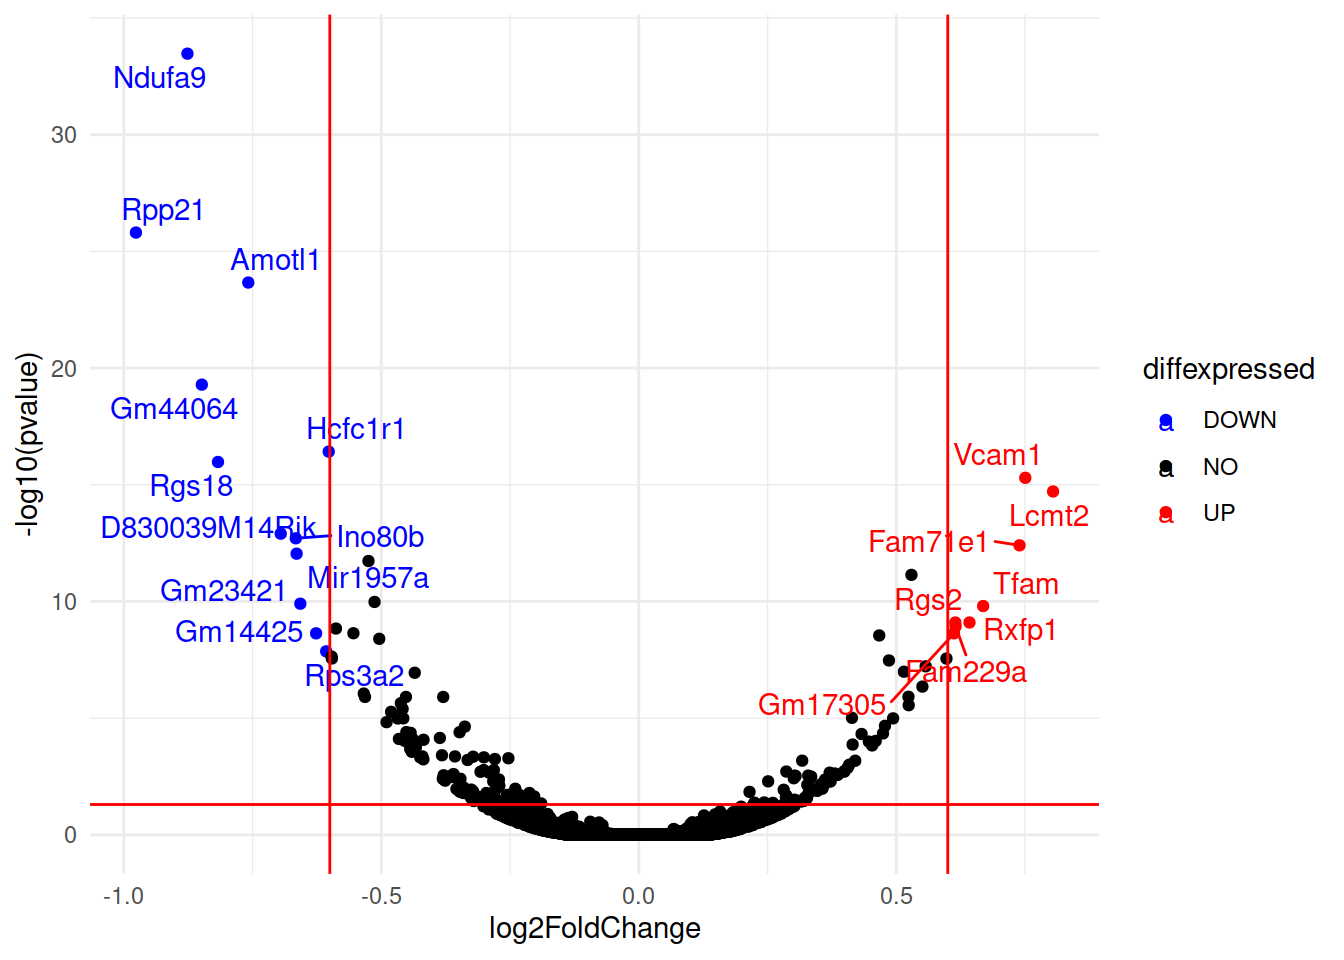 Ndufa9
30
Rpp21
Amotl1
20
Gm44064
Hcfc1r1
Vcam1
Rgs18
Lcmt2
D830039M14Rik
Ino80b
Fam71e1
Mir1957a
Tfam
Gm23421
Rgs2
10
Gm14425
Rxfp1
Rps3a2
Fam229a
Gm17305
0
-log10(pvalue)
-1.0
-0.5
0.0
0.5
log2FoldChange
diffexpressed
a DOWN
a NO
a UP